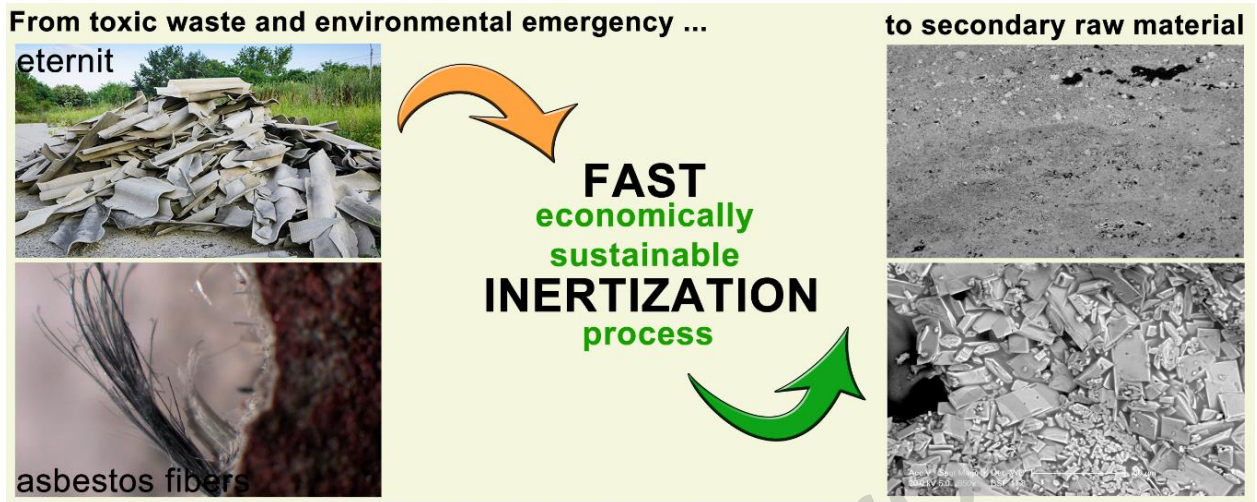 From toxic waste and environmental emergency ...
to secondary raw material
eternit
FAST
economically
sustainable
INERTIZATION
process
asbestos fibers